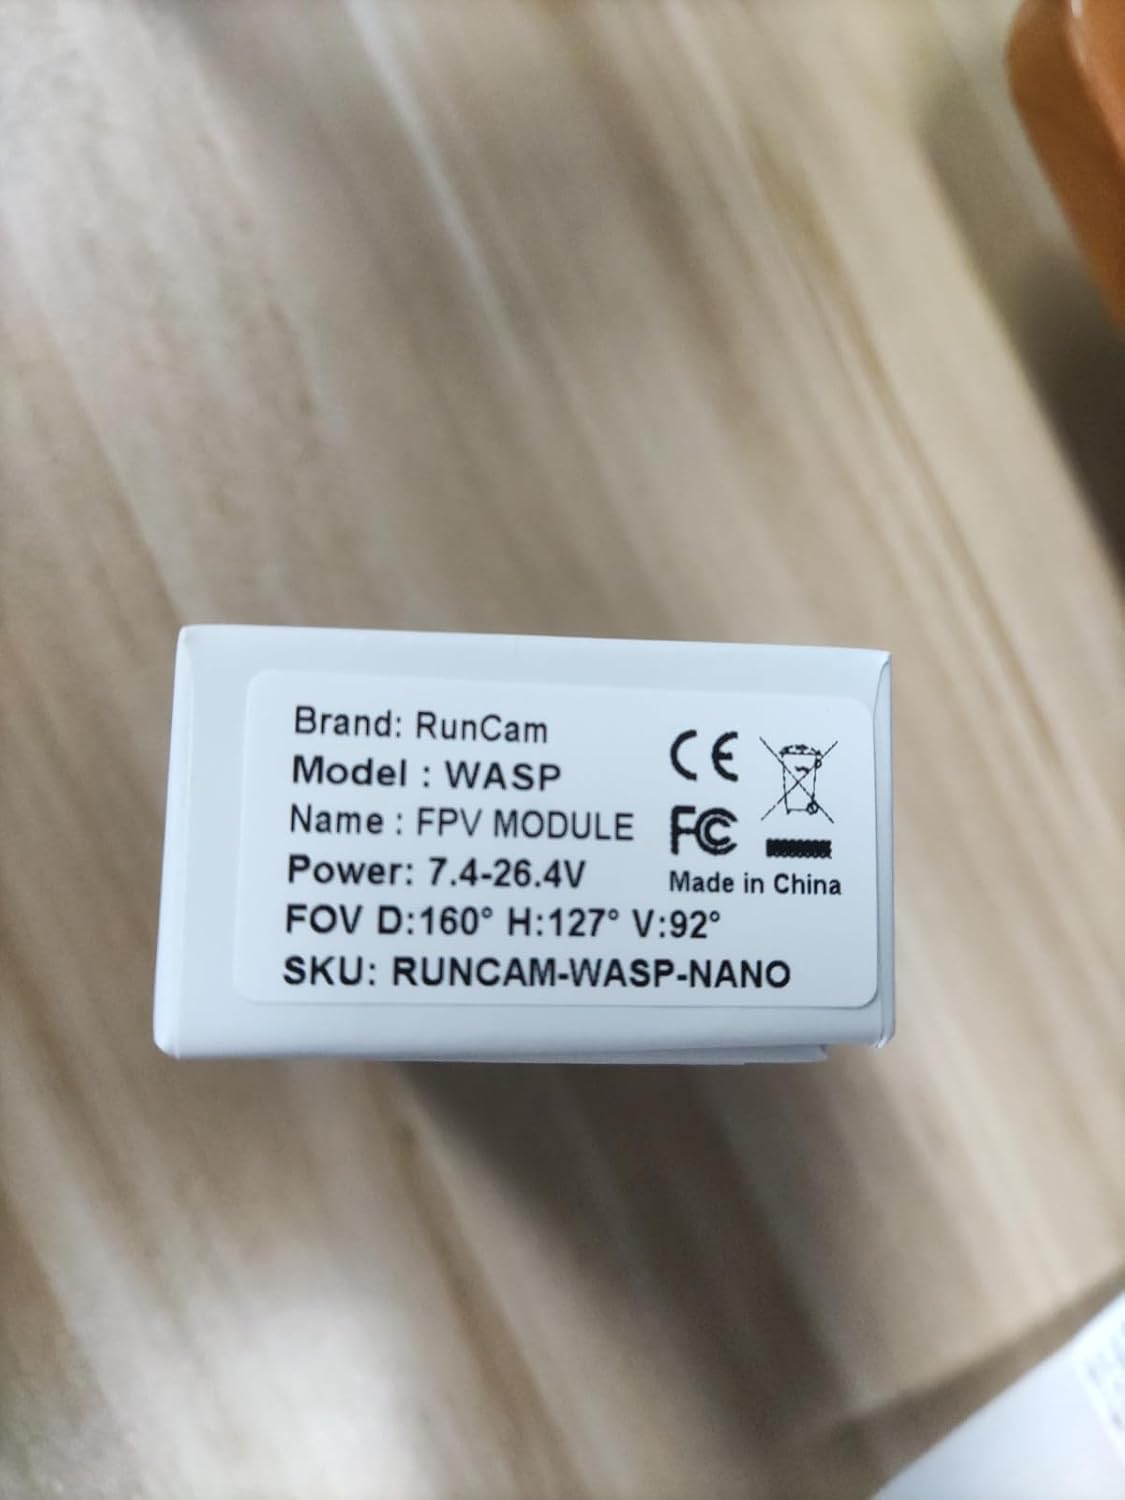 Brand: RunCam
Model : WASP
Name : FPV MODULE
Power: 7.4-26.4V
FOV D:160° H:127° V:92°
SKU: RUNCAM-WASP-NANO
CE
FC
Made in China